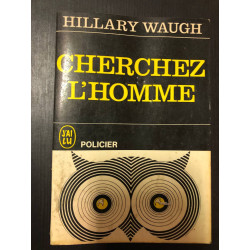 HILLARY WAUGH
CHERCHEZ
L'HOMME
J'AI
LU
POLICIER